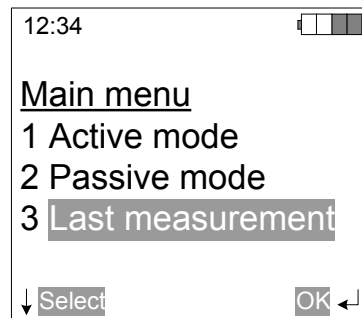 12:34
Main menu
1 Active mode
2 Passive mode
3 Last measurement
Select OK